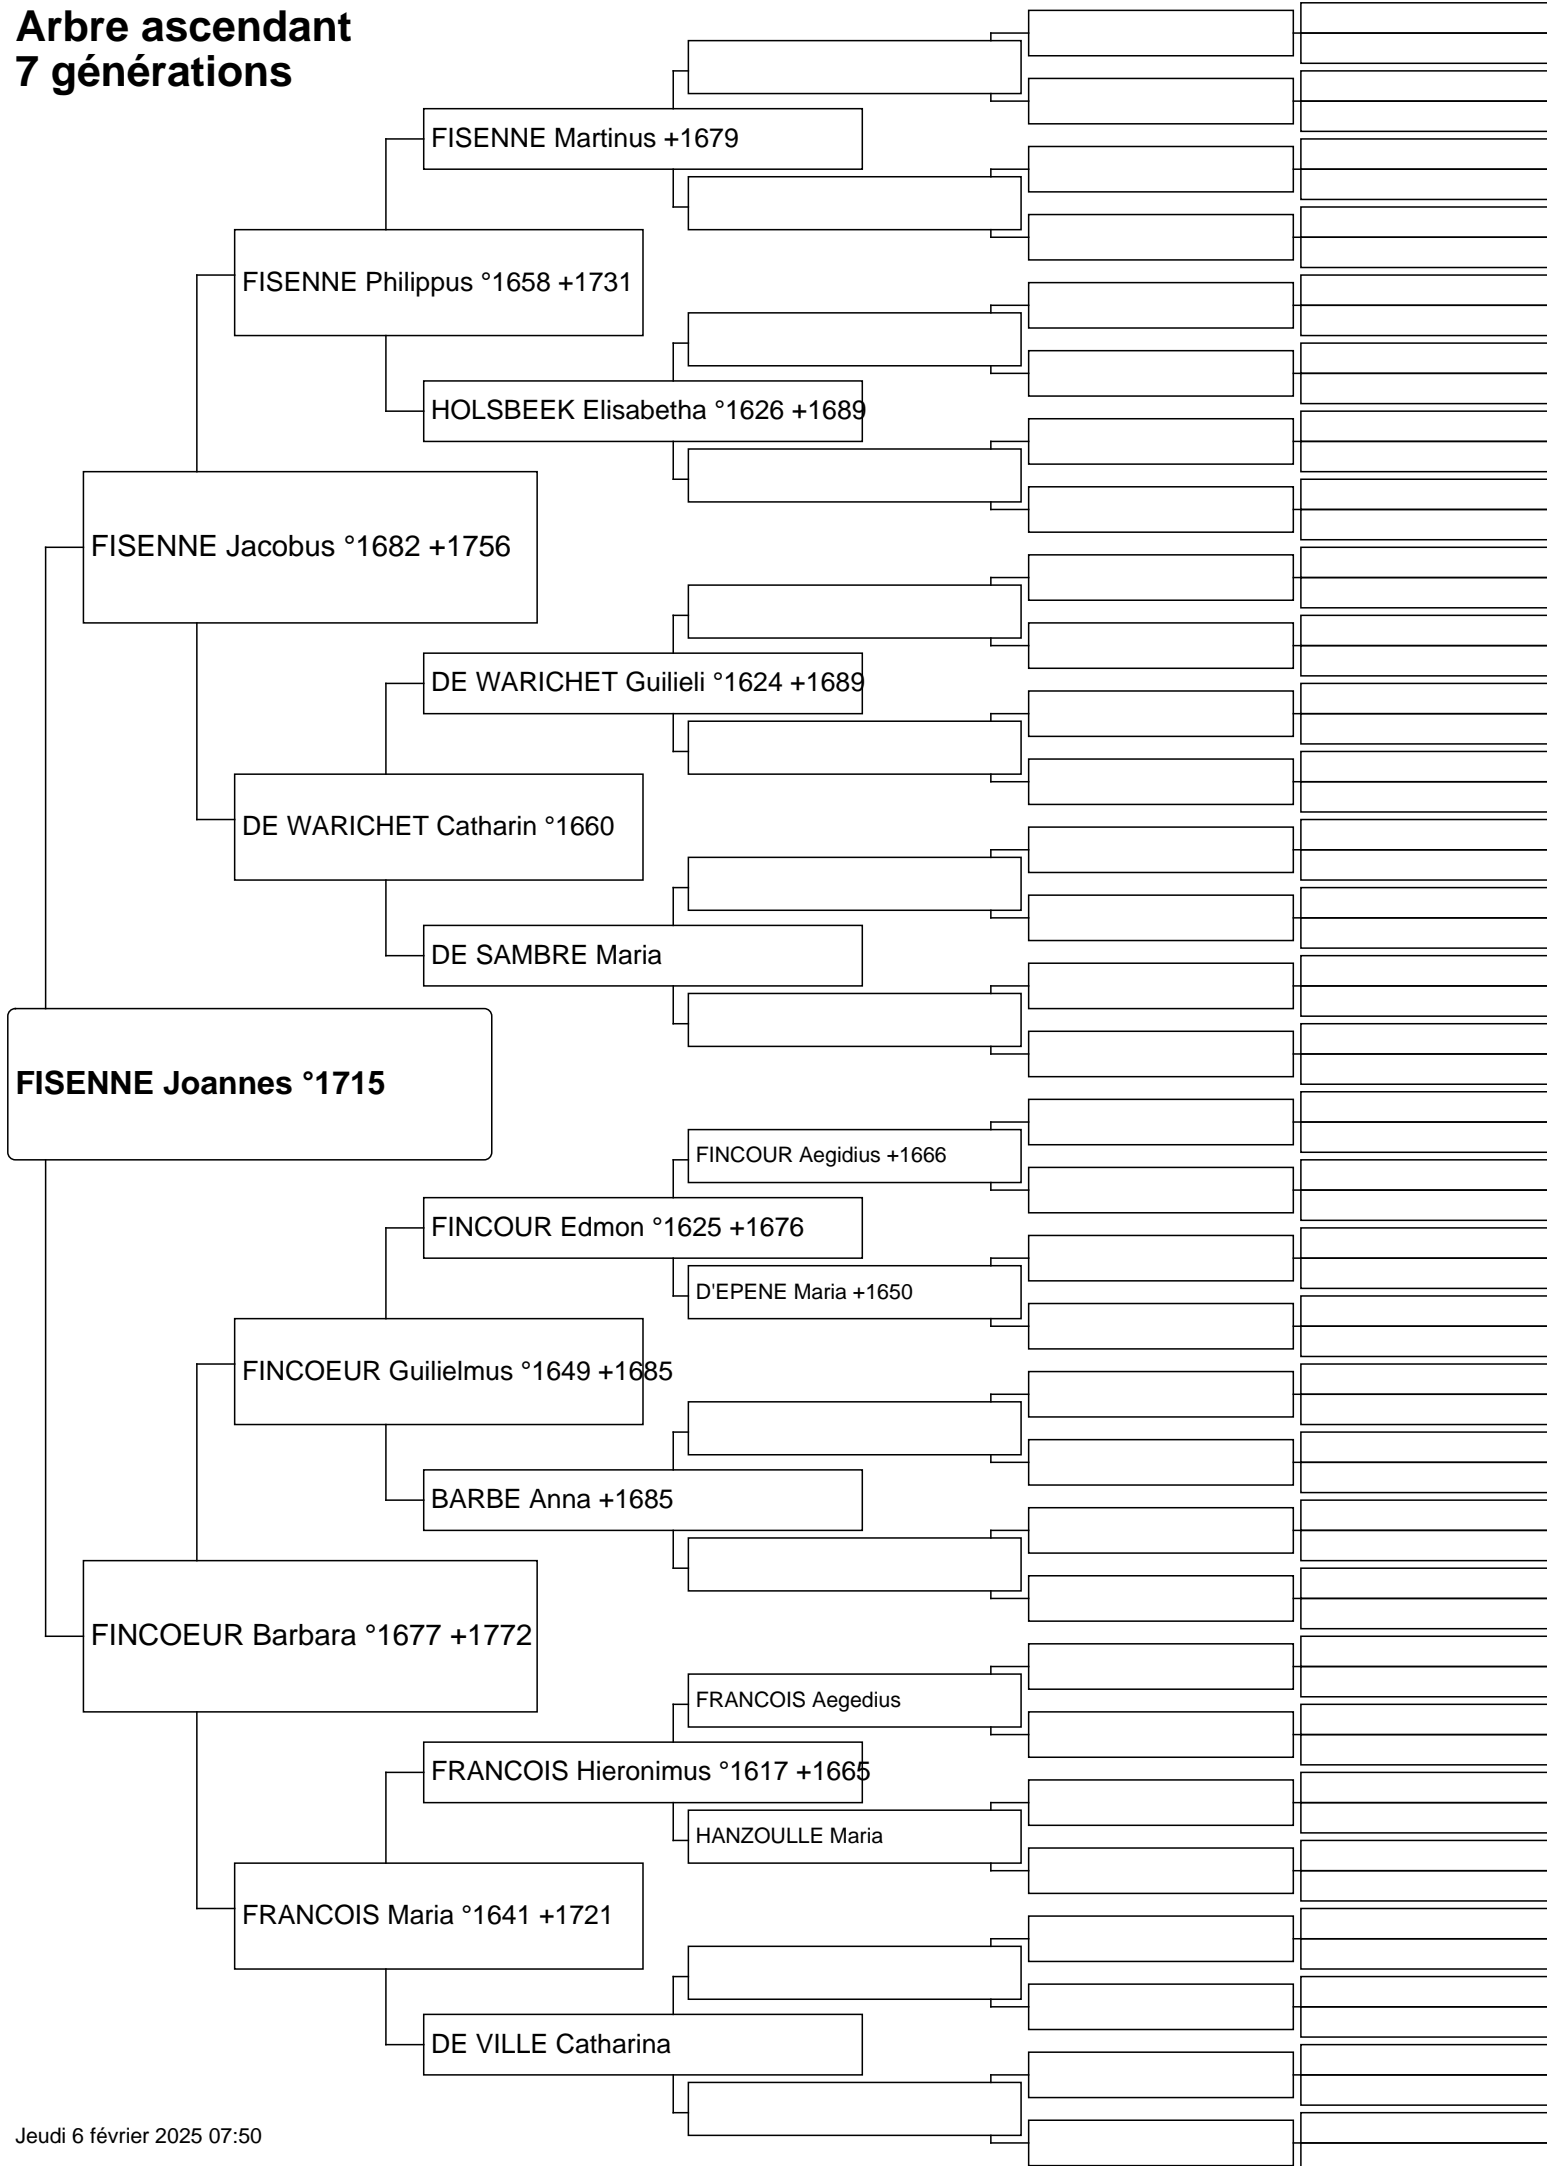 Arbre ascendant
7 générations
FISENNE Martinus +1679
FISENNE Philippus °1658 +1731
HOLSBEEK Elisabetha °1626 +1689
FISENNE Jacobus °1682 +1756
DE WARICHET Guilieli °1624 +1689
DE WARICHET Catharin °1660
DE SAMBRE Maria
FISENNE Joannes °1715
FINCOUR Aegidius +1666
FINCOUR Edmon °1625 +1676
D'EPENE Maria +1650
FINCOEUR Guilielmus °1649 +1685
BARBE Anna +1685
FINCOEUR Barbara °1677 +1772
FRANCOIS Aegedius
FRANCOIS Hieronimus °1617 +1665
HANZOULLE Maria
FRANCOIS Maria °1641 +1721
DE VILLE Catharina
Jeudi 6 février 2025 07:50